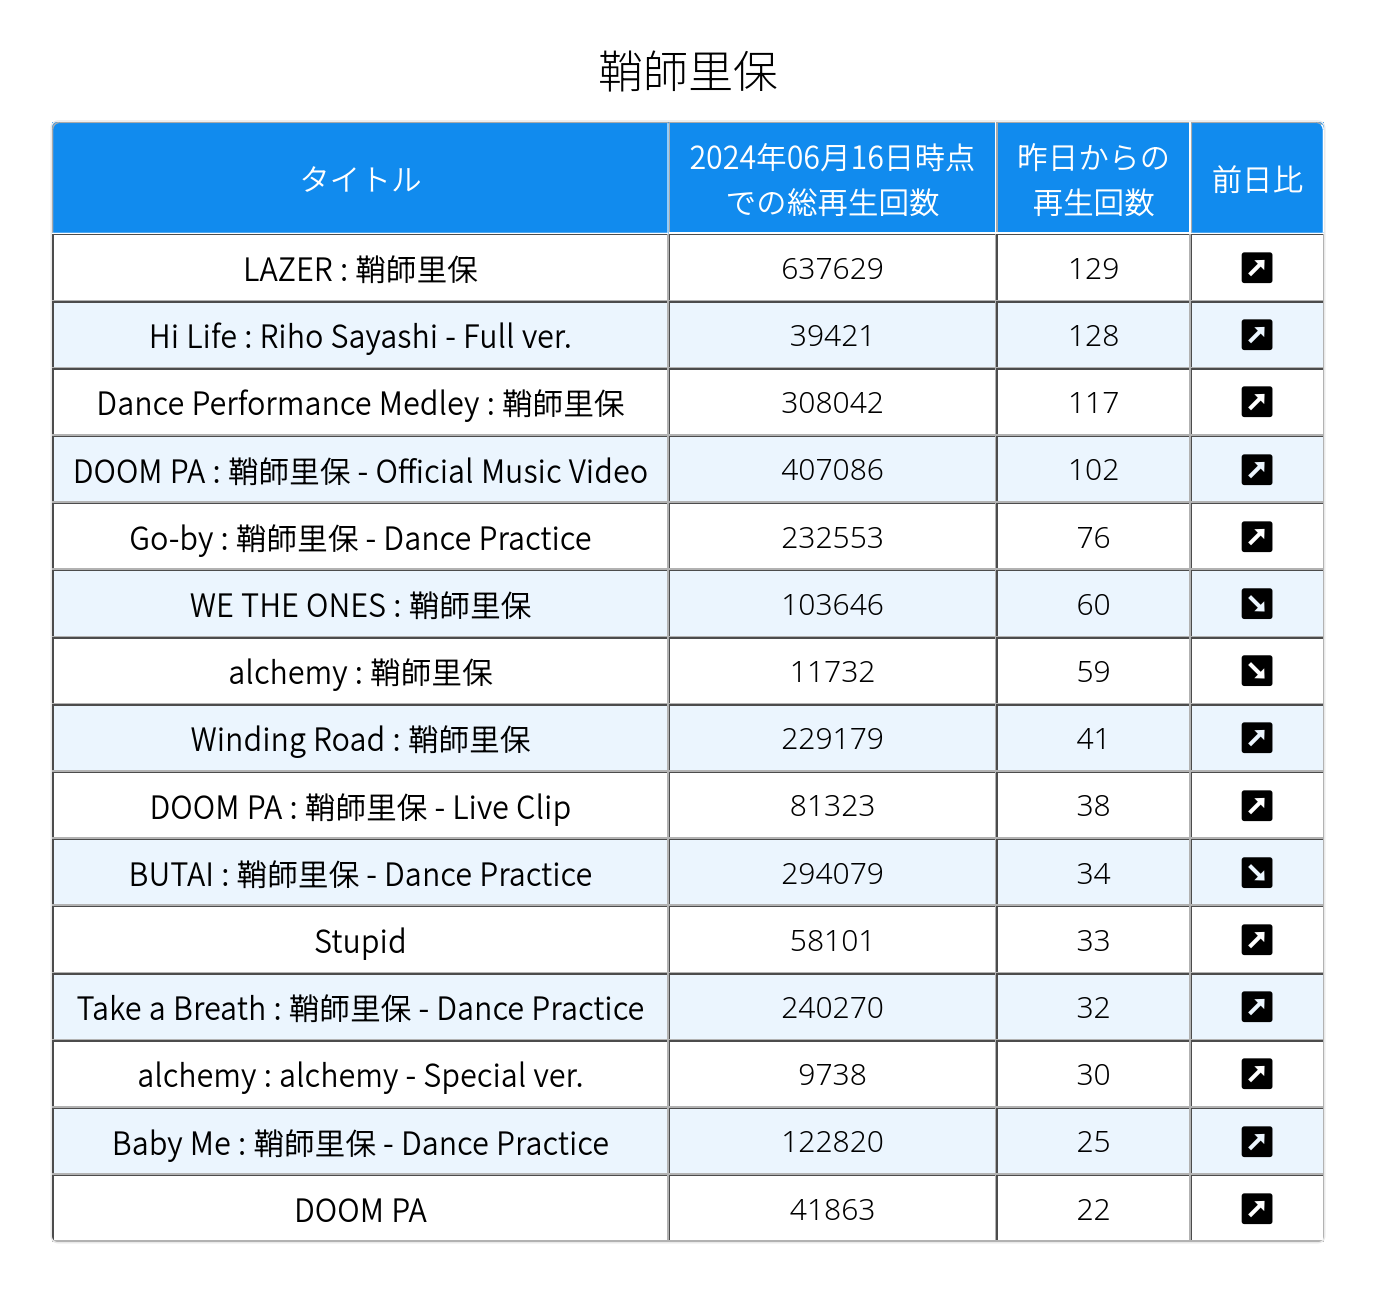 鞘師里保
タイトル 2024年06月16日時点での総再生回数 昨日からの再生回数 前日比
LAZER : 鞘師里保 637629 129 ↗
Hi Life : Riho Sayashi - Full ver. 39421 128 ↗
Dance Performance Medley : 鞘師里保 308042 117 ↗
DOOM PA : 鞘師里保 - Official Music Video 407086 102 ↗
Go-by : 鞘師里保 - Dance Practice 232553 76 ↗
WE THE ONES : 鞘師里保 103646 60 ↘
alchemy : 鞘師里保 11732 59 ↘
Winding Road : 鞘師里保 229179 41 ↗
DOOM PA : 鞘師里保 - Live Clip 81323 38 ↗
BUTAI : 鞘師里保 - Dance Practice 294079 34 ↘
Stupid 58101 33 ↗
Take a Breath : 鞘師里保 - Dance Practice 240270 32 ↗
alchemy : alchemy - Special ver. 9738 30 ↗
Baby Me : 鞘師里保 - Dance Practice 122820 25 ↗
DOOM PA 41863 22 ↗